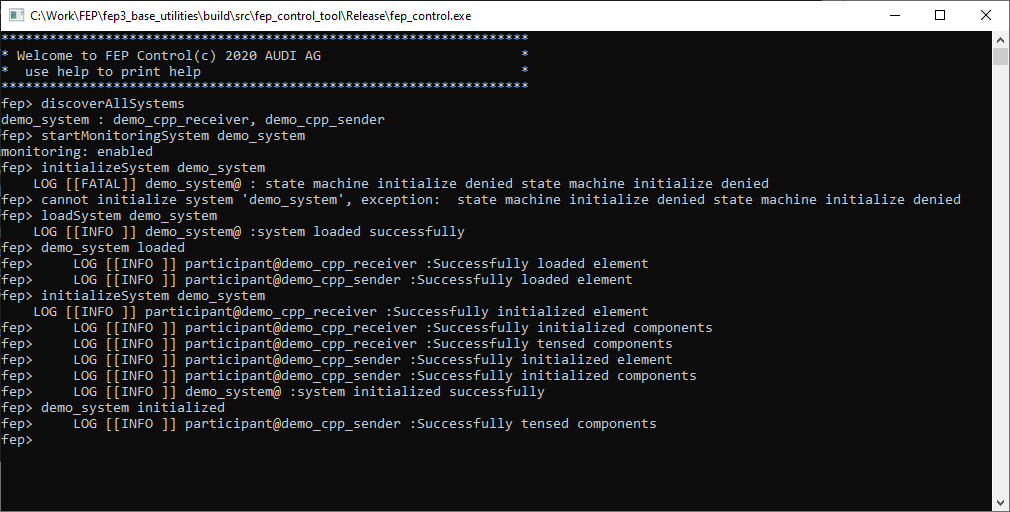 C:\Work\FEP\fep3_base_utilities\build\src\fep_control_tool\Release\fep_control.exe
******************************************************************
* Welcome to FEP Control(c) 2020 AUDI AG                         *
*  use help to print help                                        *
******************************************************************
fep> discoverAllSystems
demo_system : demo_cpp_receiver, demo_cpp_sender
fep> startMonitoringSystem demo_system
monitoring: enabled
fep> initializeSystem demo_system
    LOG [[FATAL]] demo_system@ : state machine initialize denied state machine initialize denied
fep> cannot initialize system 'demo_system', exception:  state machine initialize denied state machine initialize denied
fep> loadSystem demo_system
    LOG [[INFO ]] demo_system@ :system loaded successfully
fep> demo_system loaded
fep>     LOG [[INFO ]] participant@demo_cpp_receiver :Successfully loaded element
fep>     LOG [[INFO ]] participant@demo_cpp_sender :Successfully loaded element
fep> initializeSystem demo_system
    LOG [[INFO ]] participant@demo_cpp_receiver :Successfully initialized element
fep>     LOG [[INFO ]] participant@demo_cpp_receiver :Successfully initialized components
fep>     LOG [[INFO ]] participant@demo_cpp_receiver :Successfully tensed components
fep>     LOG [[INFO ]] participant@demo_cpp_sender :Successfully initialized element
fep>     LOG [[INFO ]] participant@demo_cpp_sender :Successfully initialized components
fep>     LOG [[INFO ]] demo_system@ :system initialized successfully
fep> demo_system initialized
fep>     LOG [[INFO ]] participant@demo_cpp_sender :Successfully tensed components
fep>